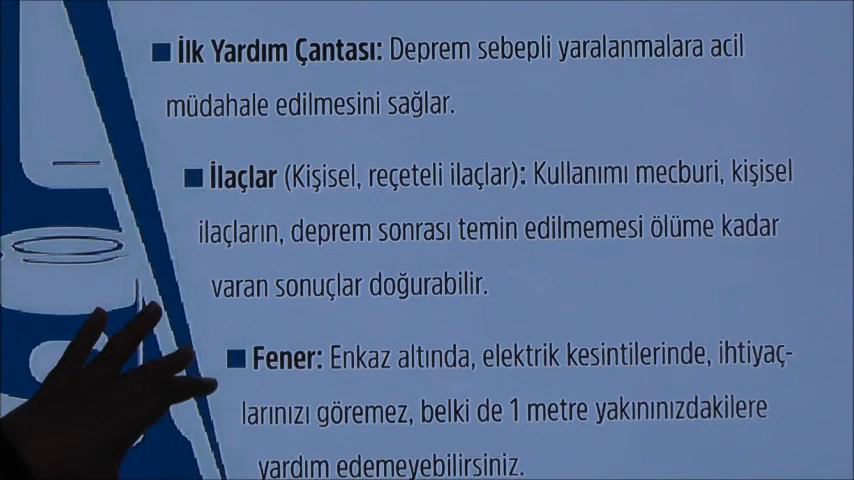 ■ İlk Yardım Çantası: Deprem sebepli yaralanmalara acil
müdahale edilmesini sağlar.
■ İlaçlar (Kişisel, reçeteli ilaçlar): Kullanımı mecburi, kişisel
ilaçların, deprem sonrası temin edilmemesi ölüme kadar
varan sonuçlar doğurabilir.
■ Fener: Enkaz altında, elektrik kesintilerinde, ihtiyaç-
larınızı göremez, belki de 1 metre yakınınızdakilere
yardım edemeyebilirsiniz.